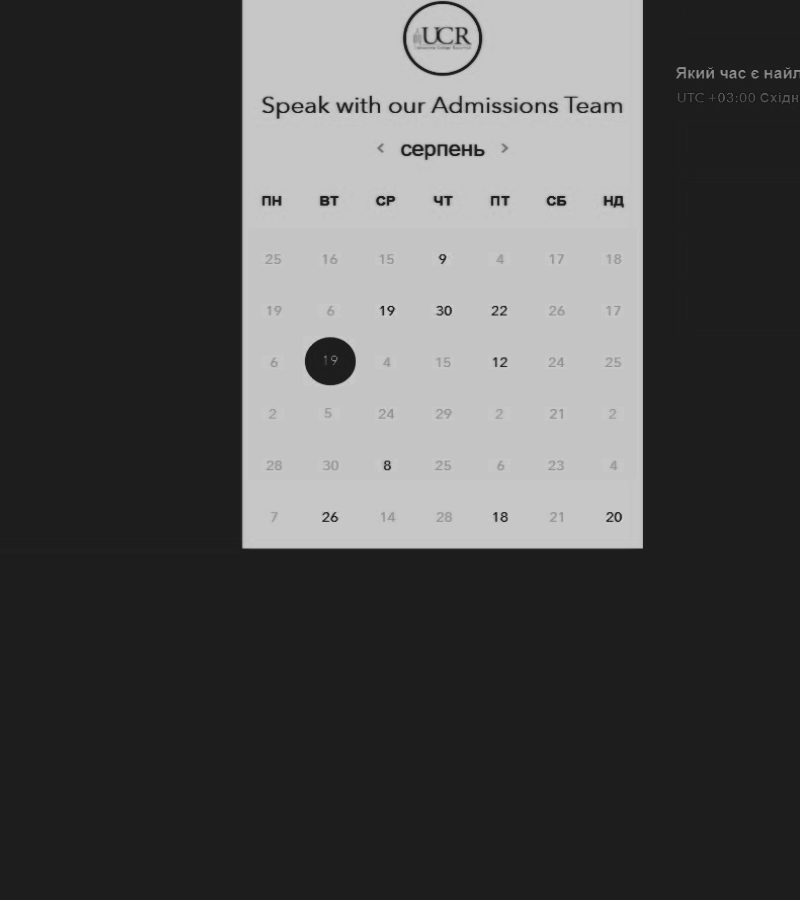 UCR
Speak with our Admissions Team
< серпень >
ПН ВТ СР ЧТ ПТ СБ НД
25 16 15 9 4 17 18
19 6 19 30 22 26 17
6 19 4 15 12 24 25
2 5 24 29 2 21 2
28 30 8 25 6 23 4
7 26 14 28 18 21 20
Який час є найл
UTC +03:00 Східн